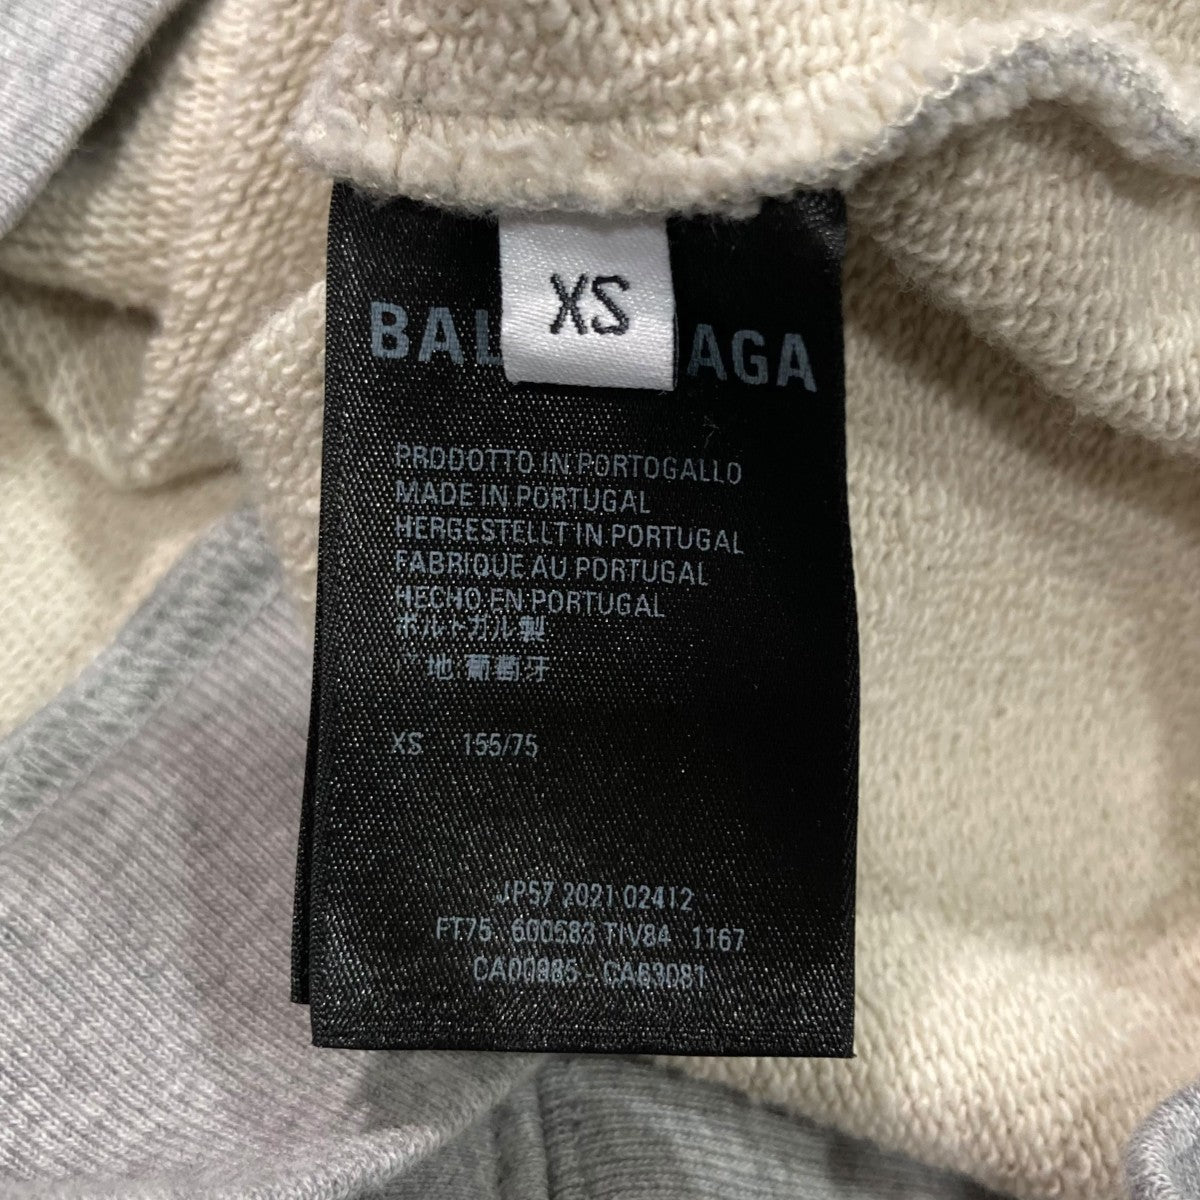 XS
BAL AGA
PRODOTTO IN PORTOGALLO
MADE IN PORTUGAL
HERGESTELLT IN PORTUGAL
FABRIQUE AU PORTUGAL
HECHO EN PORTUGAL
ポルトガル製
产地:葡萄牙
XS 155/75
JP57 2021 02412
FT75 600583 TIV84 1167
CA00885 - CA63081